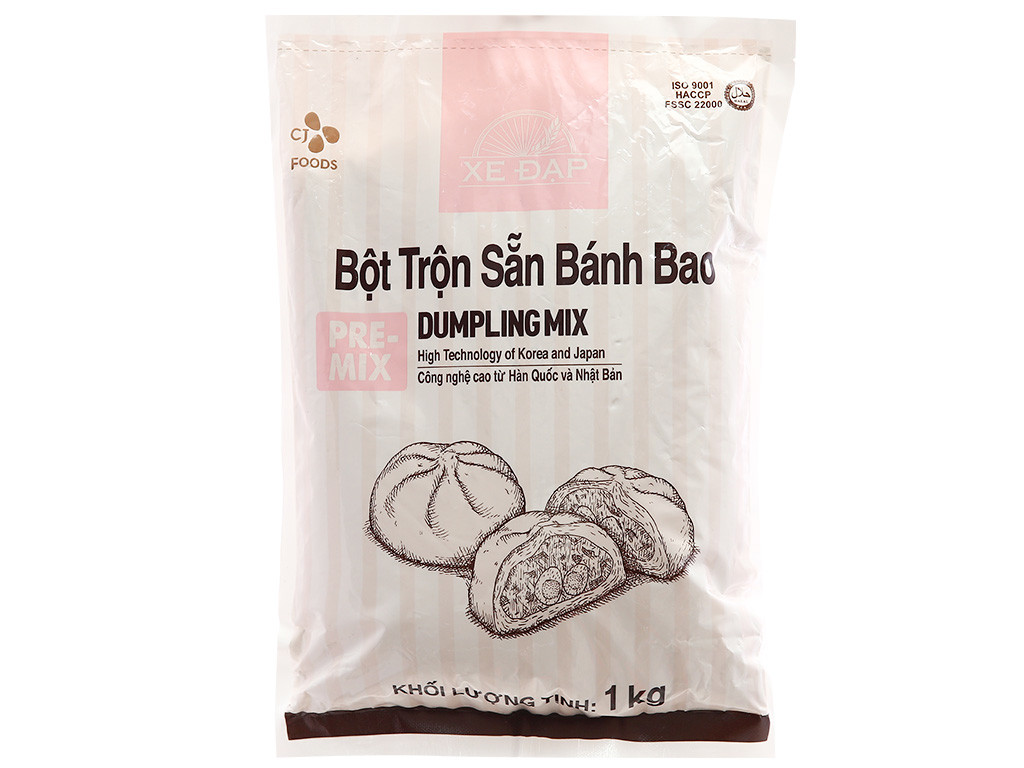 XE ĐẠP
ISO 9001
HACCP
FSSC 22000
حلال
HALAL
CJ
FOODS
Bột Trộn Sẵn Bánh Bao
PRE-
MIX
DUMPLING MIX
High Technology of Korea and Japan
Công nghệ cao từ Hàn Quốc và Nhật Bản
KHỐI LƯỢNG TỊNH: 1 kg